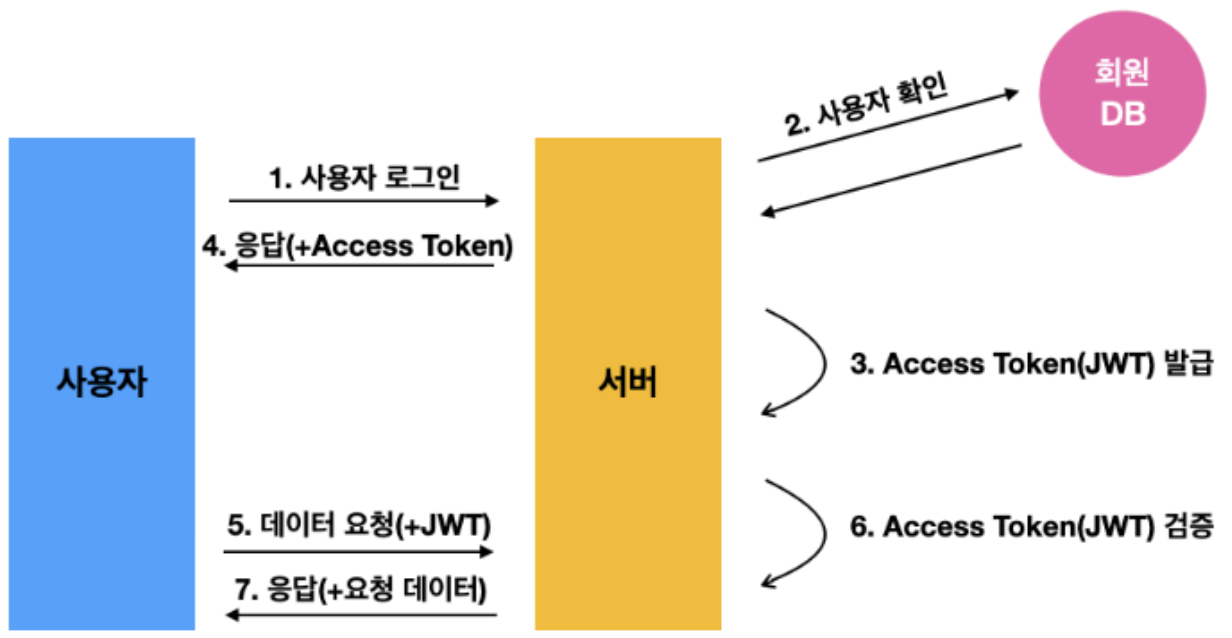 회원
DB
2. 사용자 확인
1. 사용자 로그인
4. 응답(+Access Token)
사용자
서버
3. Access Token(JWT) 발급
5. 데이터 요청(+JWT)
6. Access Token(JWT) 검증
7. 응답(+요청 데이터)